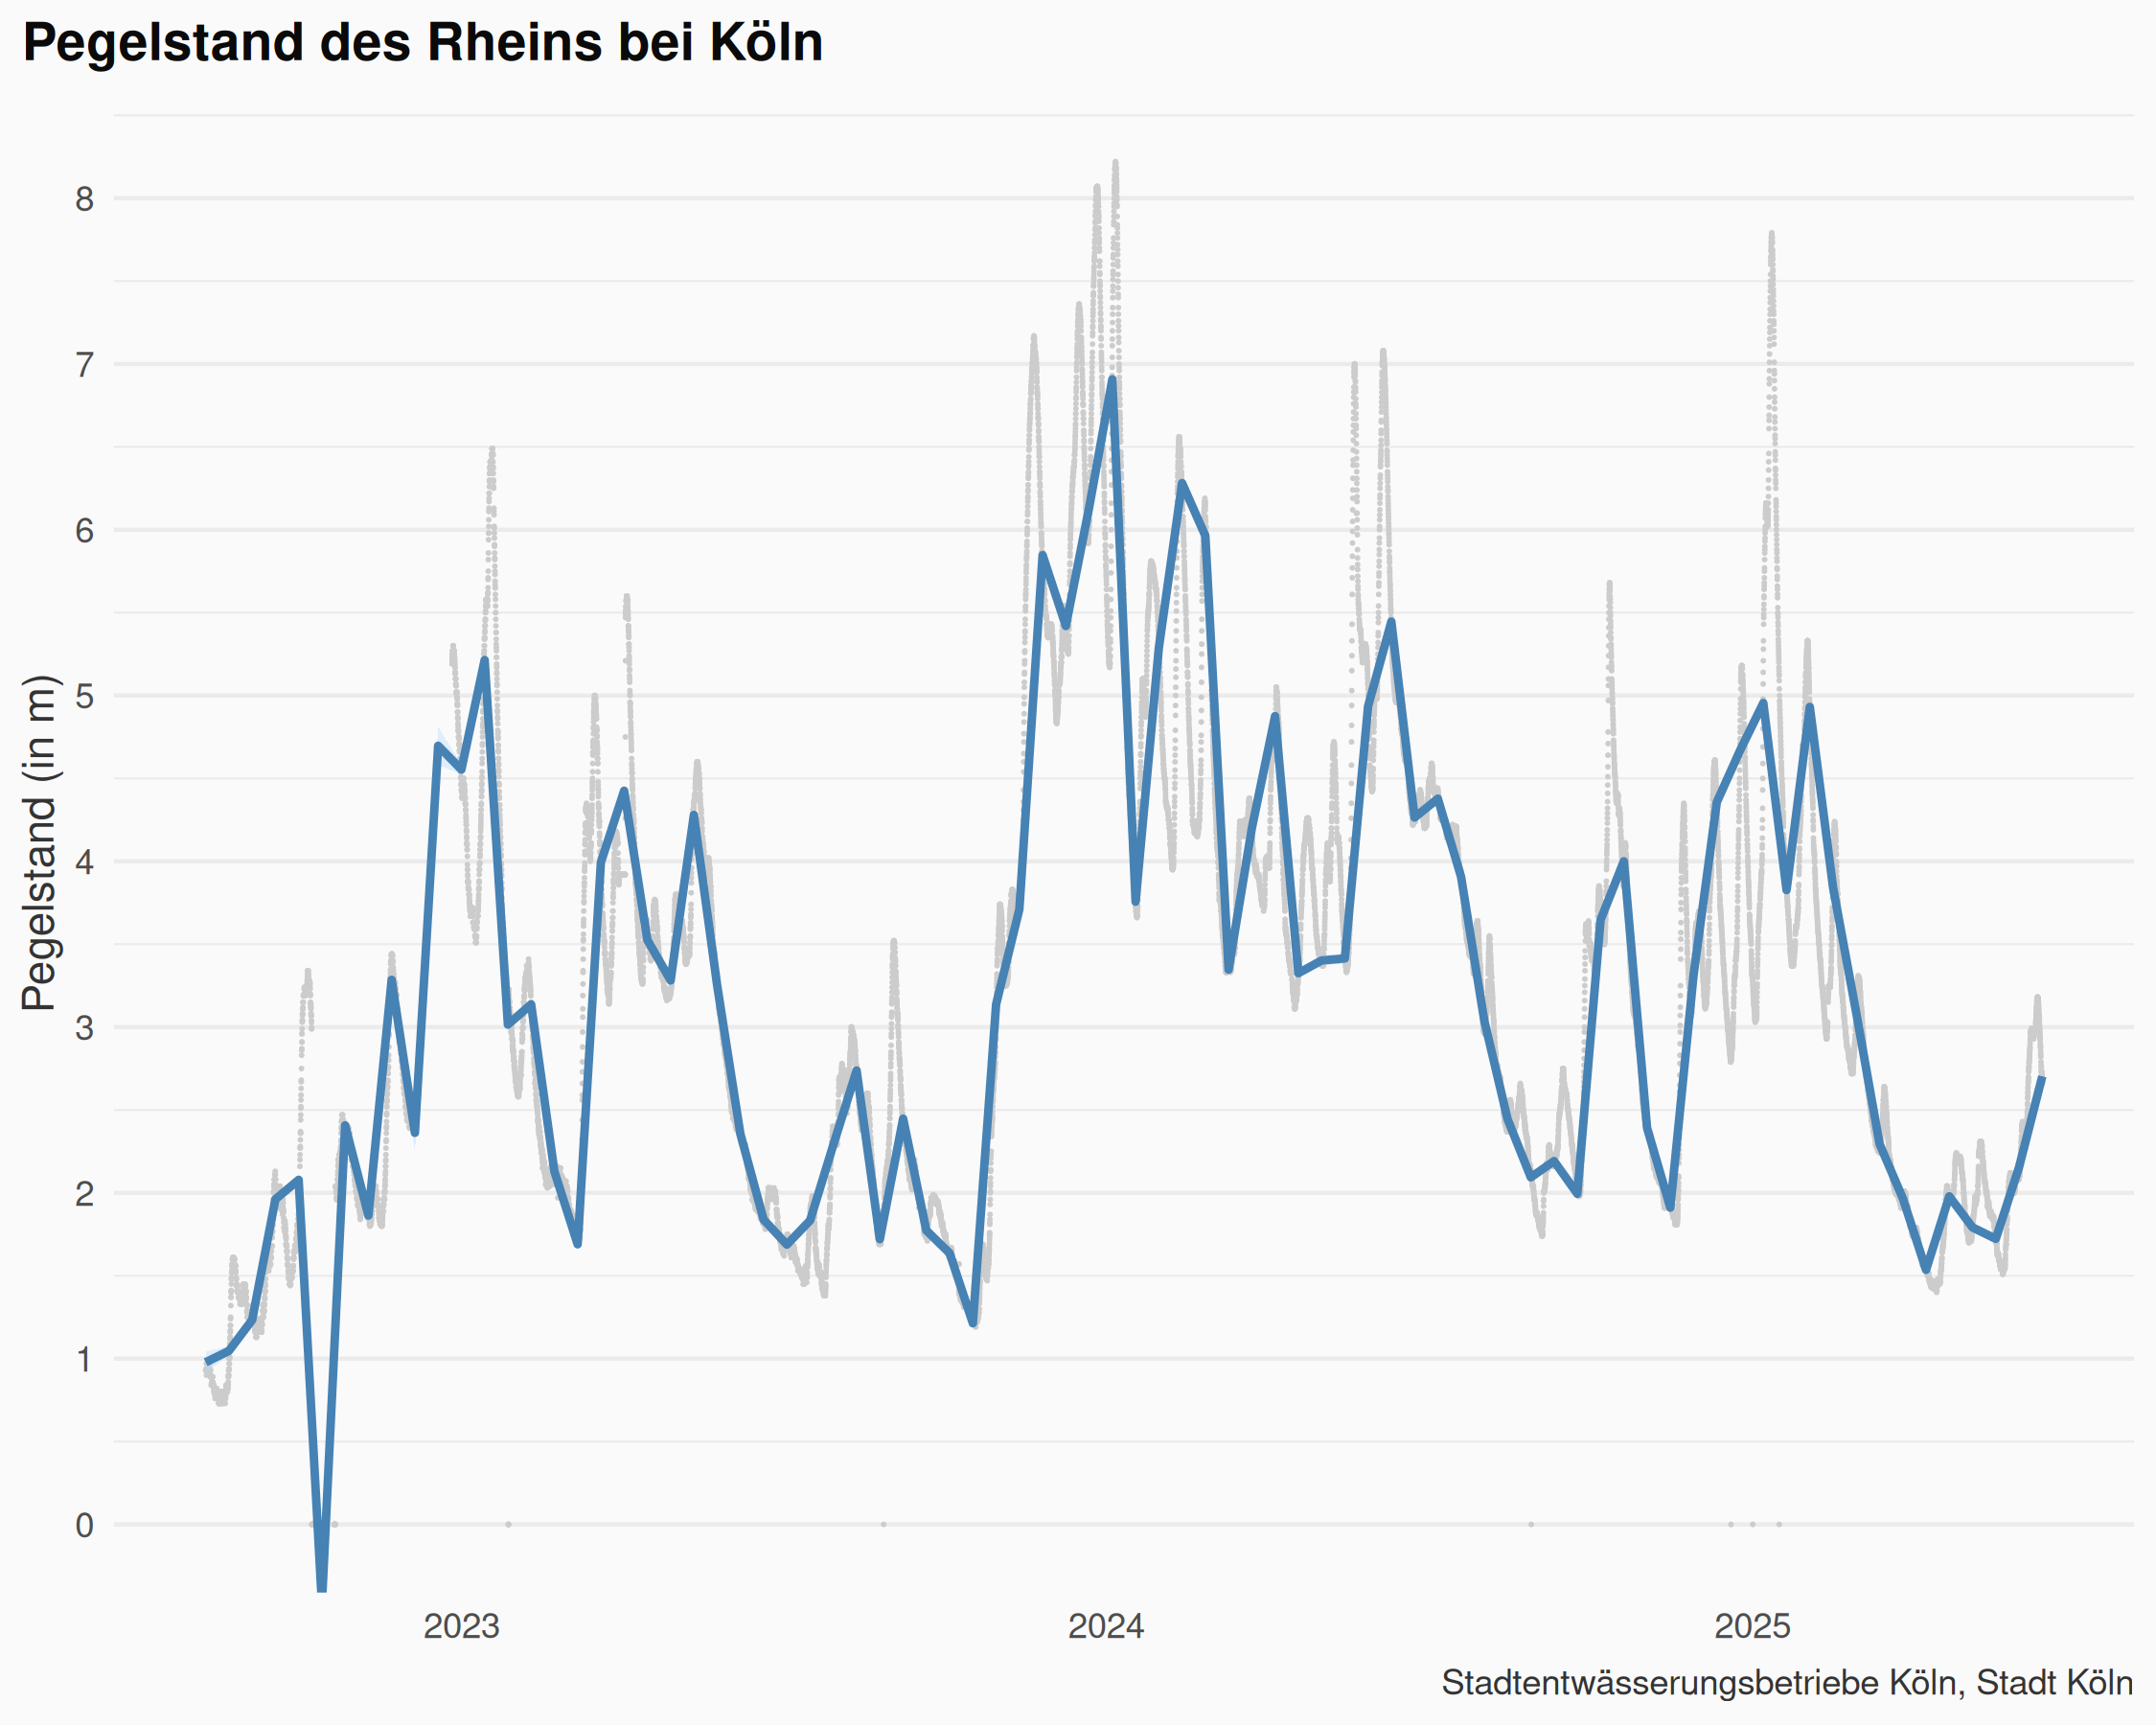 Pegelstand des Rheins bei Köln
Pegelstand (in m)
8
7
6
5
4
3
2
1
0
2023 2024 2025
Stadtentwässerungsbetriebe Köln, Stadt Köln